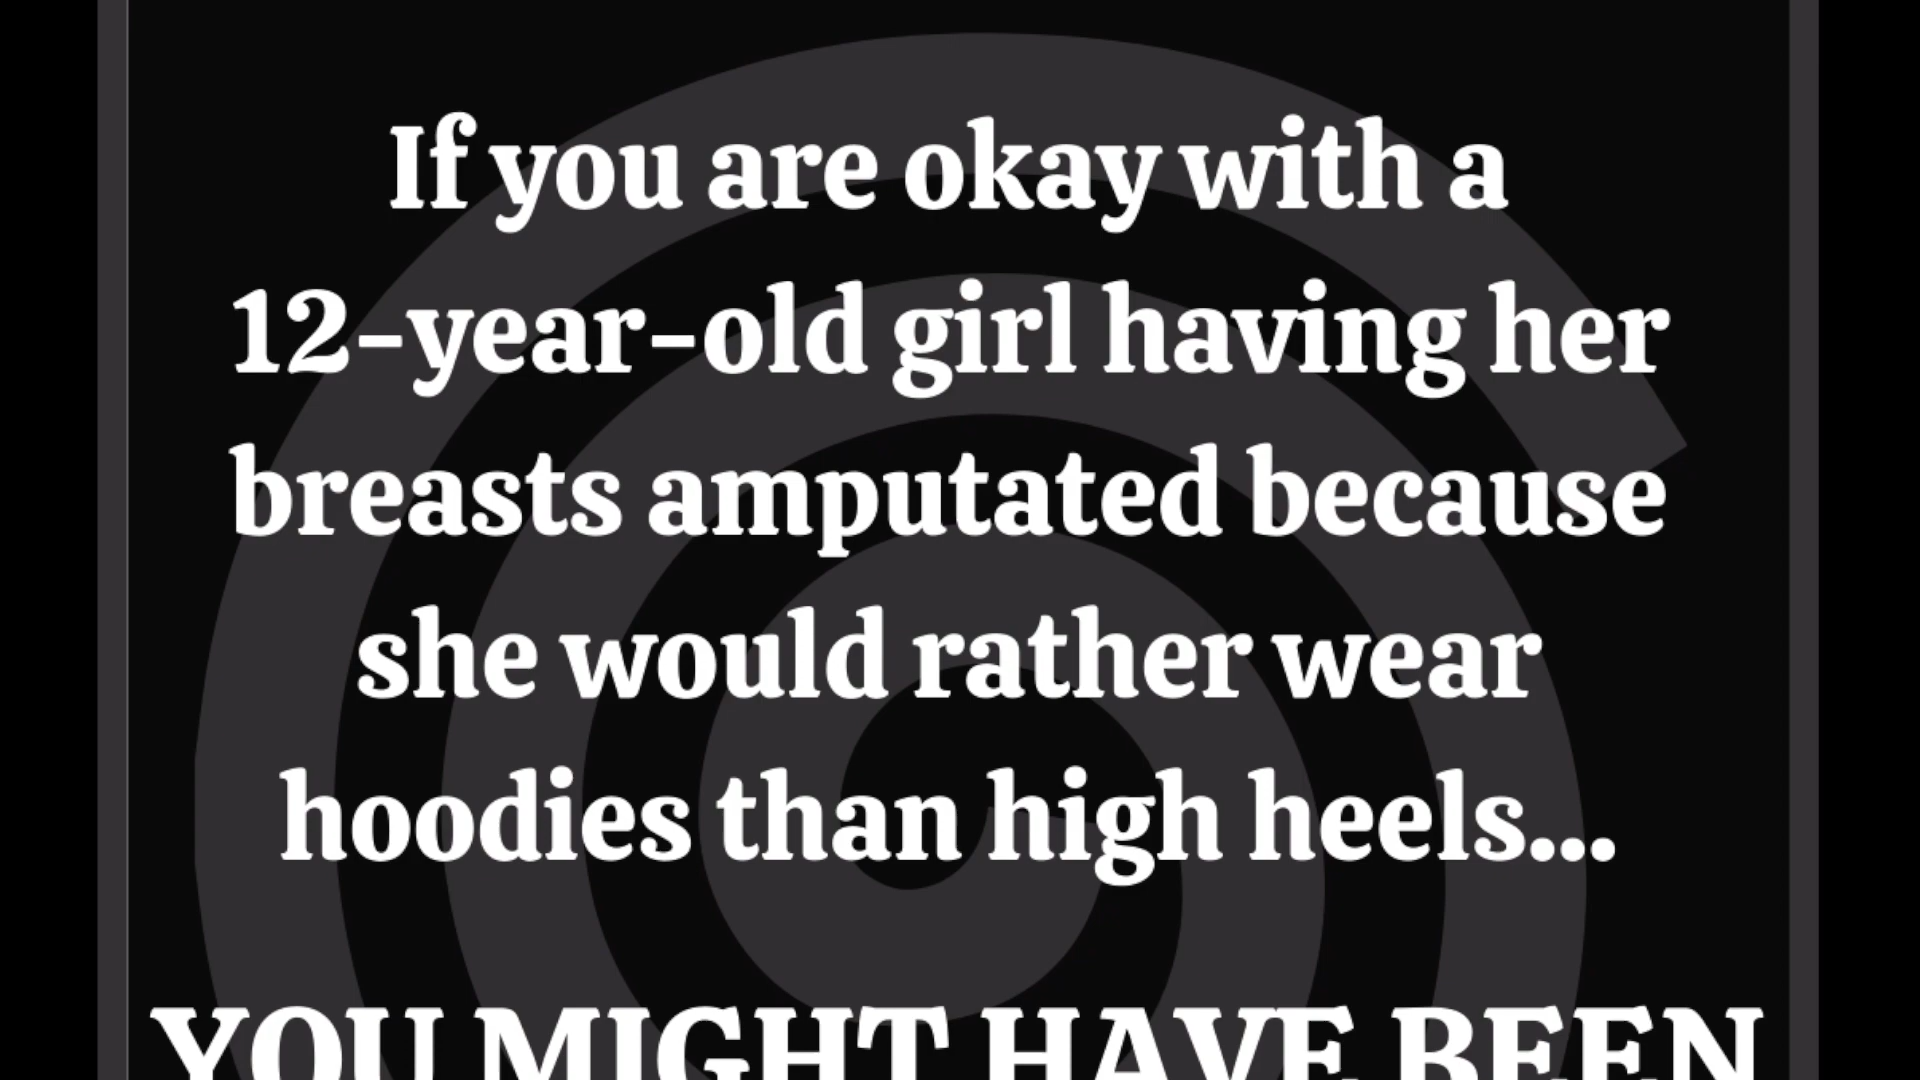 If you are okay with a
12-year-old girl having her
breasts amputated because
she would rather wear
hoodies than high heels...
YOU MIGHT HAVE BEEN